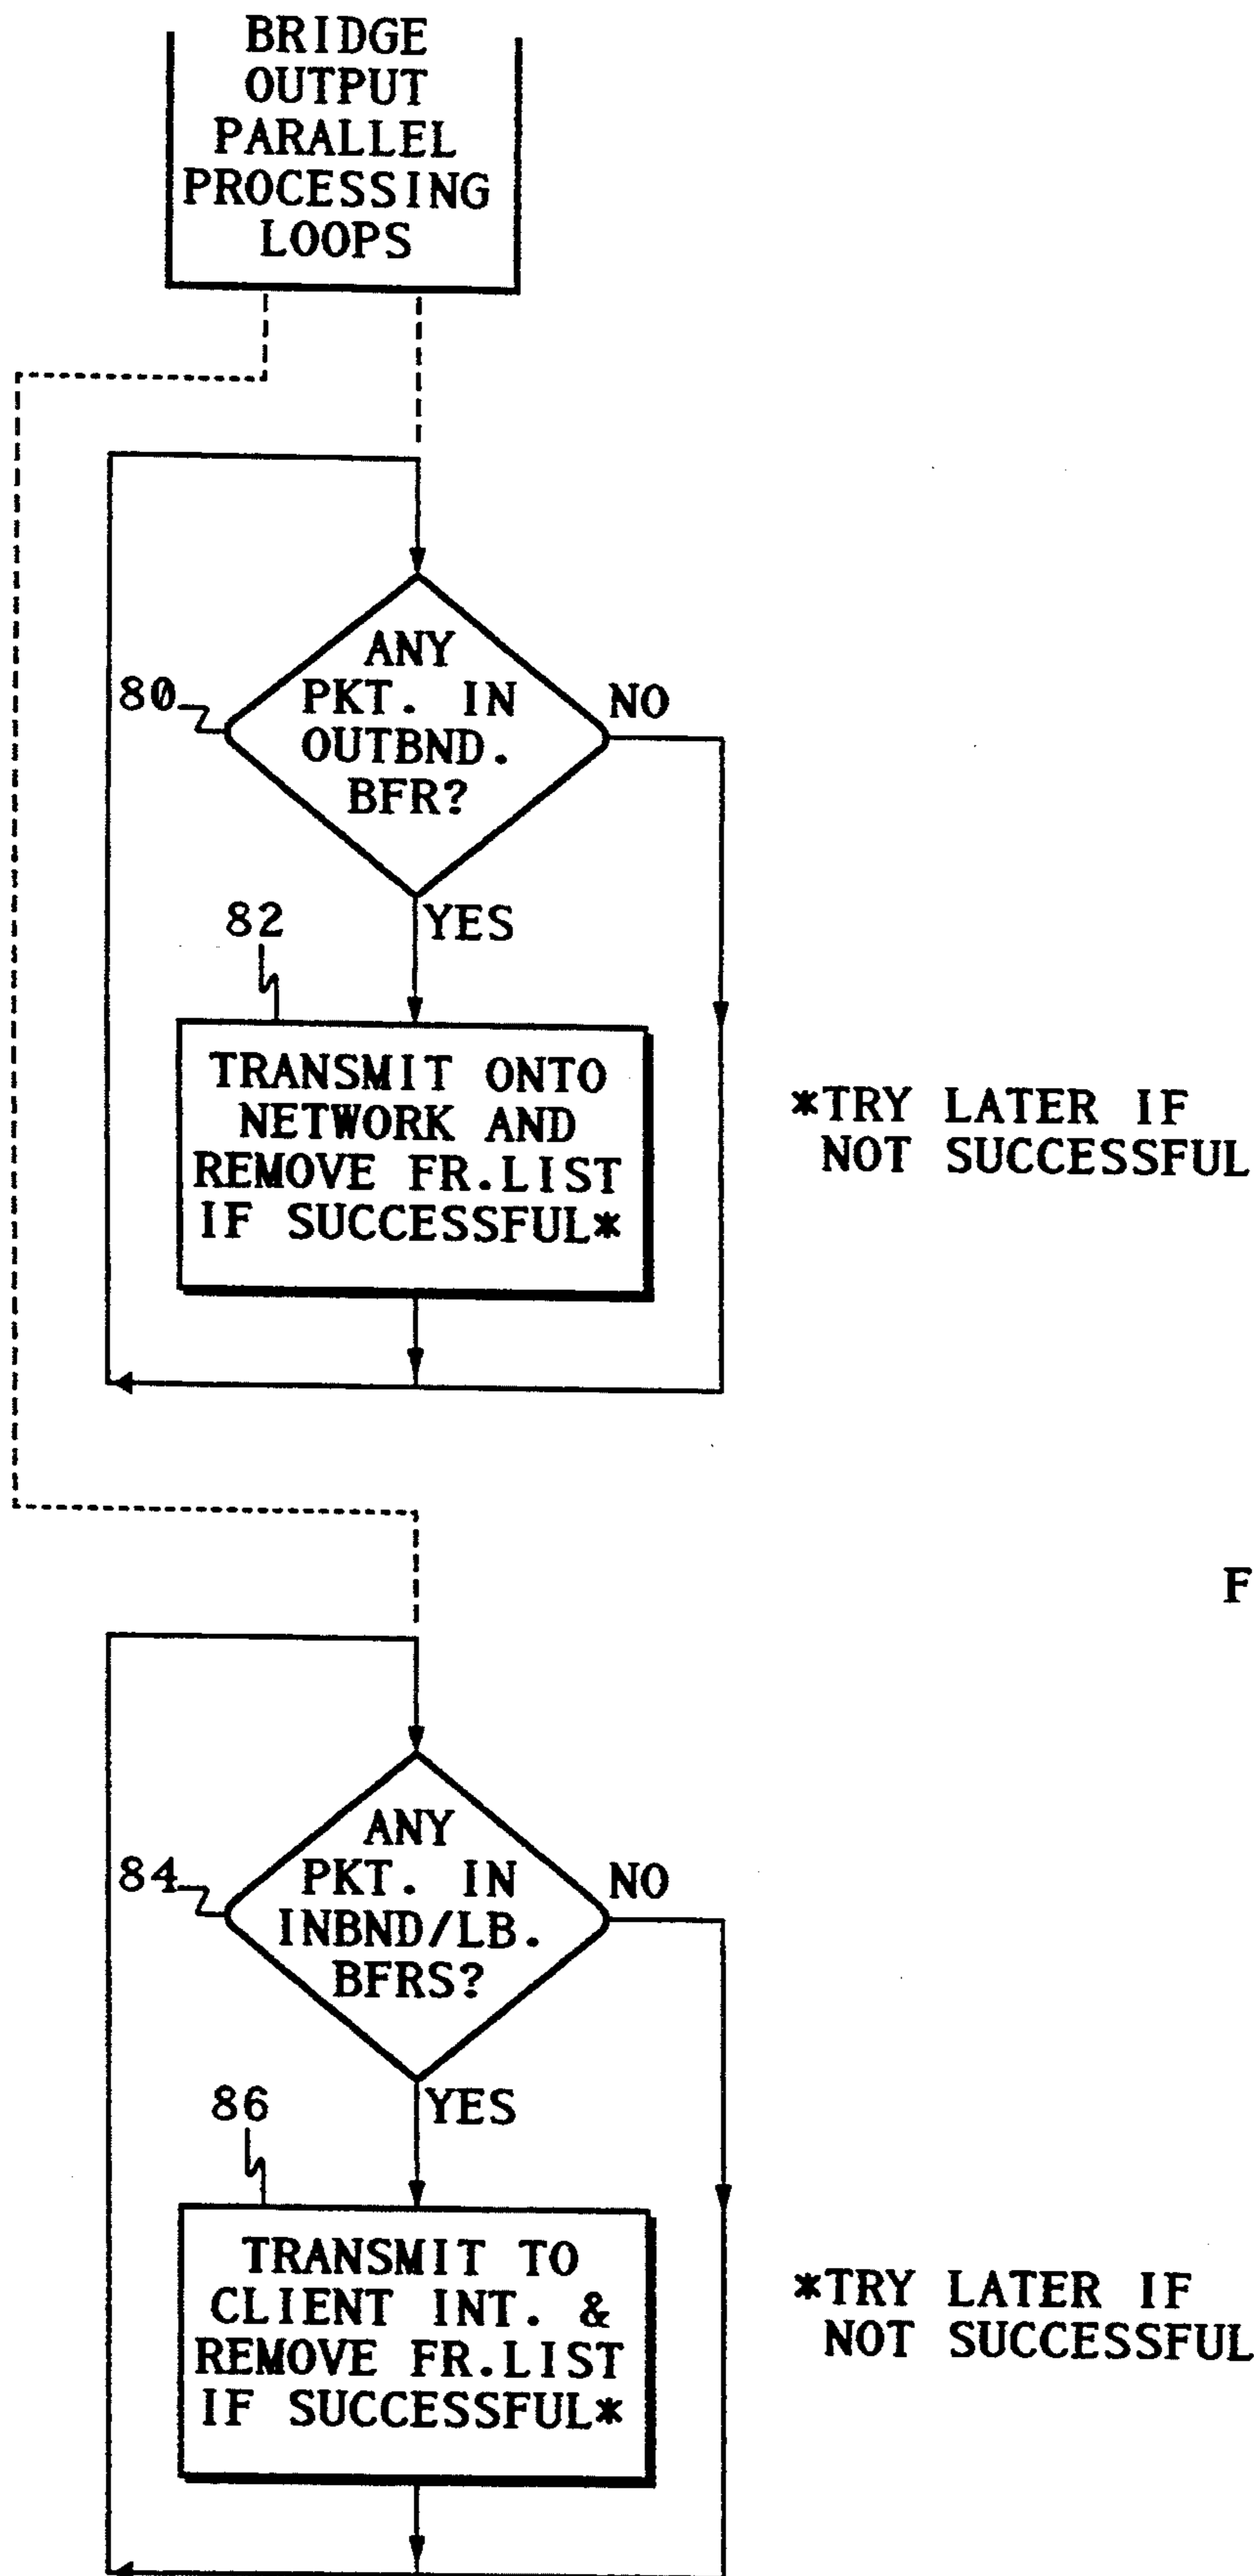 BRIDGE
OUTPUT
PARALLEL
PROCESSING
LOOPS
80
ANY
PKT. IN
OUTBND.
BFR?
NO
YES
82
TRANSMIT ONTO
NETWORK AND
REMOVE FR.LIST
IF SUCCESSFUL*
*TRY LATER IF
NOT SUCCESSFUL
F
84
ANY
PKT. IN
INBND/LB.
BFRS?
NO
YES
86
TRANSMIT TO
CLIENT INT. &
REMOVE FR.LIST
IF SUCCESSFUL*
*TRY LATER IF
NOT SUCCESSFUL